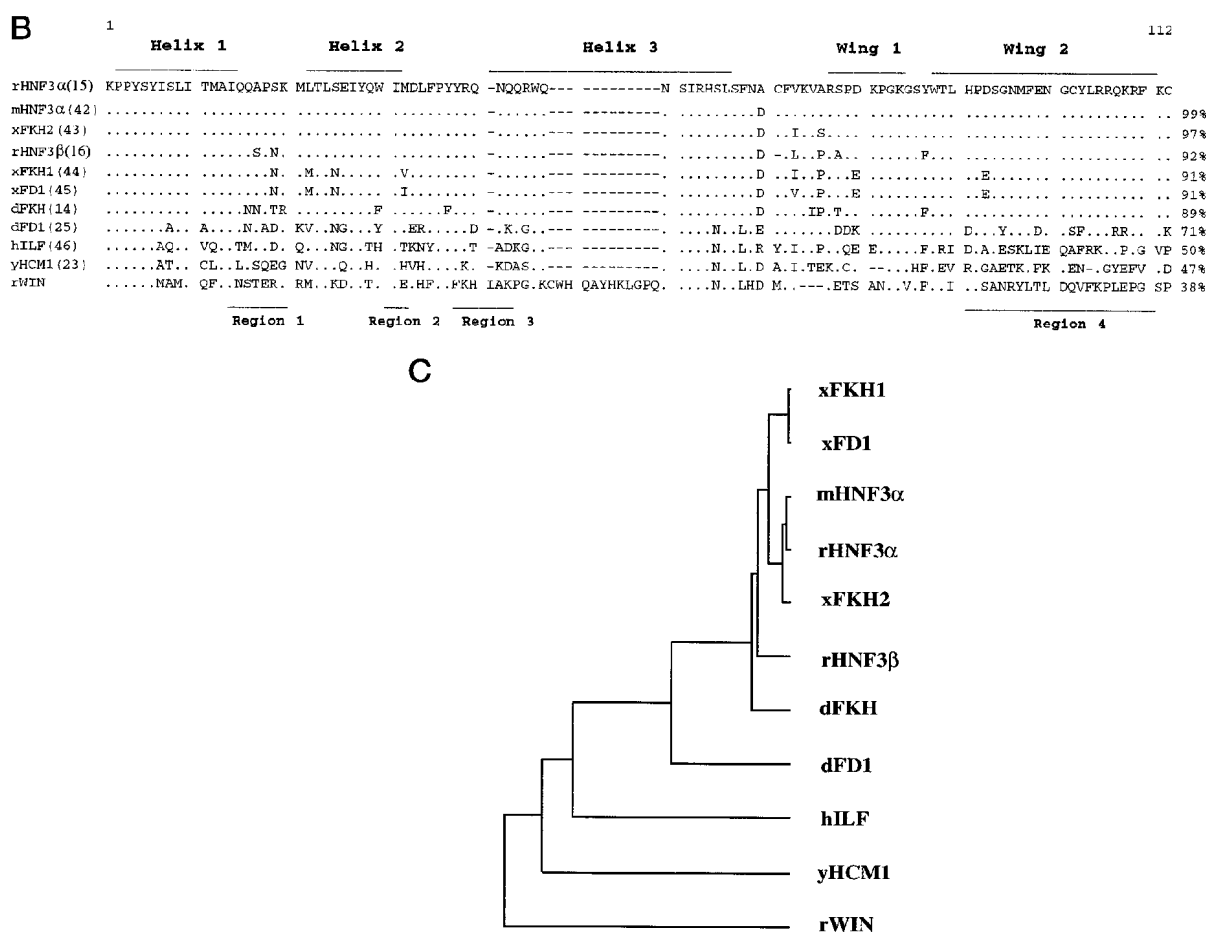 B
1
112
Helix 1 Helix 2 Helix 3 Wing 1 Wing 2
rHNF3α(15) KPPYSYISLI TMAIQQAPSK MLTLSEIYQW IMDLFPYYRQ -NQQRWQ--- ---------N SIRHSLSFNA CFVKVARSPD KPGKGSYWTL HPDSGNMFEN GCYLRRQKRF KC
mHNF3α(42) .......... .......... .......... .......... -......--- ---------. .........D .......... .......... .......... .......... .. 99%
xFKH2(43) .......... .......... .......... .......... -......--- ---------. .........D ..I..S.... .......... .......... .......... .. 97%
rHNF3β(16) .......... .......S.N. .......... .......... -......--- ---------. .........D .-.L..P.A.. .......F.. .......... .......... .. 92%
xFKH1(44) .......... ........N. .M..N..... .V........ -......--- ---------. .........D ..I..P..E. .......... ..E....... .......... .. 91%
xFD1(45) .......... ........N. .M..N..... .I........ -......--- ---------. .........D ..V..P..E. .......... ..E....... .......... .. 91%
dFKH(14) .......... .....NN.TR .........F .......F.. -......--- ---------. .........D ....IP.T.. .......F.. .......... .......... .. 89%
dFD1(25) ......A... A....N.AD. KV..NG...Y ..ER.....D -..K.G.--- ---------. .....N..L.E ......DDK. .......... D...Y...D. .SF...RR.. .K 71%
hILF(46) .....AQ... VQ..TM..D. Q...NG..TH .TKNY....T -ADKG..--- ---------. .....N..L.R Y.I..P..QE E.....F.RI D.A.ESKLIE QAFRK..P.G VP 50%
yHCM1(23) ......AT.. CL..L.SQEG NV...Q..H. .HVH....K. -KDAS..--- ---------. .....N..L.D A.I.TEK.C. .--..HF.EV R.GAETK.FK .EN-.GYEFV .D 47%
rWIN .....MAM.. QF..NSTER. RM..KD..T. .E.HF..FKH IAKPG.KCWH QAYHKLGPQ. ....N..LHD M..---.ETS AN..V.F..I ..SANRYLTL DQVFKPLEPG SP 38%
Region 1 Region 2 Region 3 Region 4
C
xFKH1
xFD1
mHNF3α
rHNF3α
xFKH2
rHNF3β
dFKH
dFD1
hILF
yHCM1
rWIN